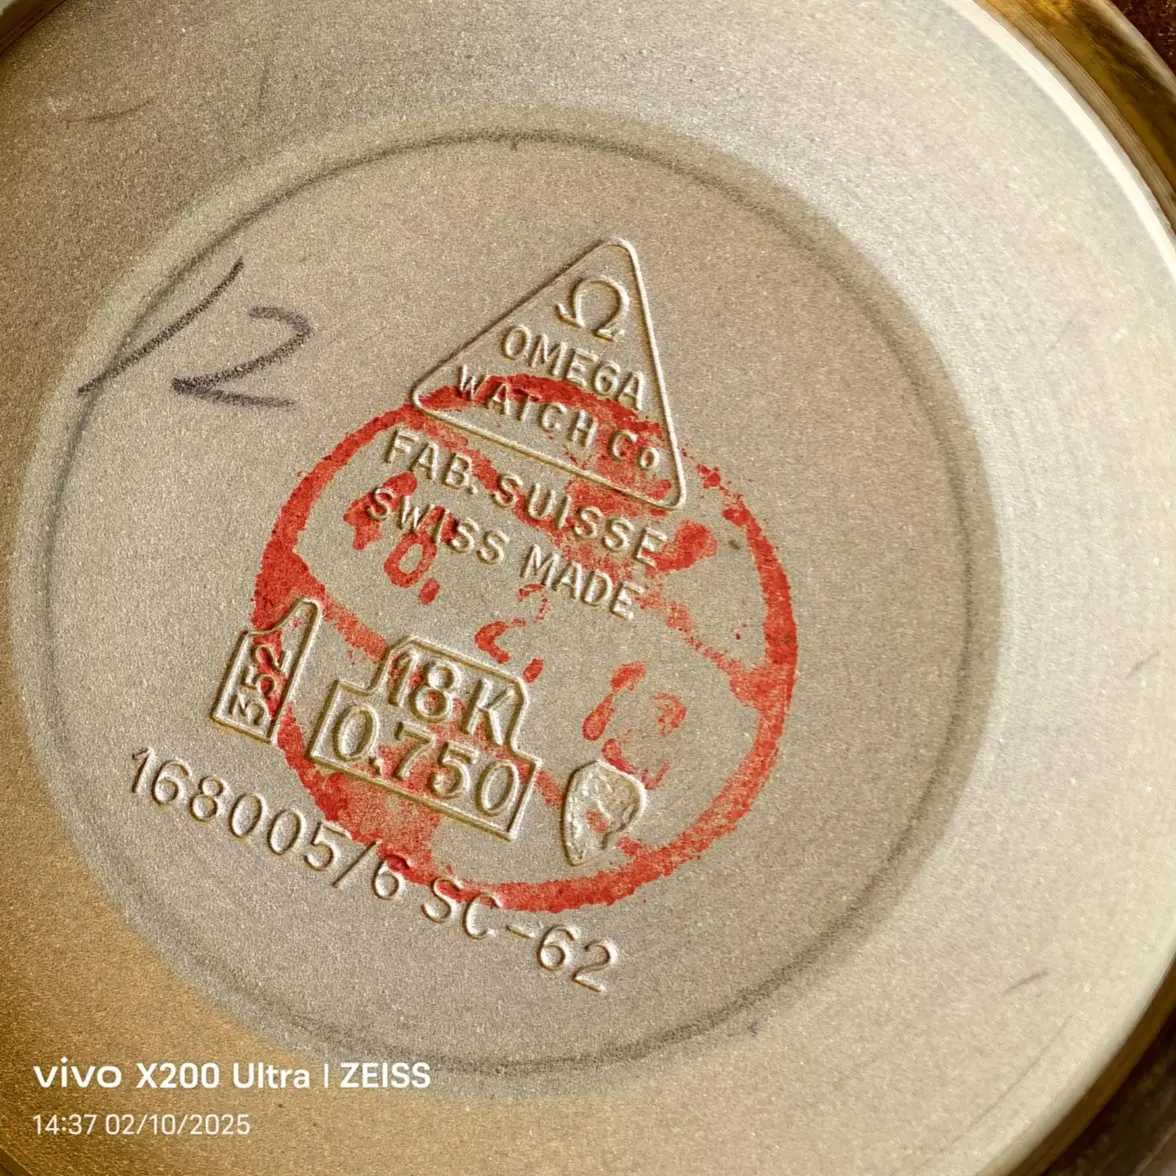 Ω
OMEGA
WATCH Co
FAB. SUISSE
SWISS MADE
352
18K
0.750
168005/6 SC-62
12
vivo X200 Ultra | ZEISS
14:37 02/10/2025